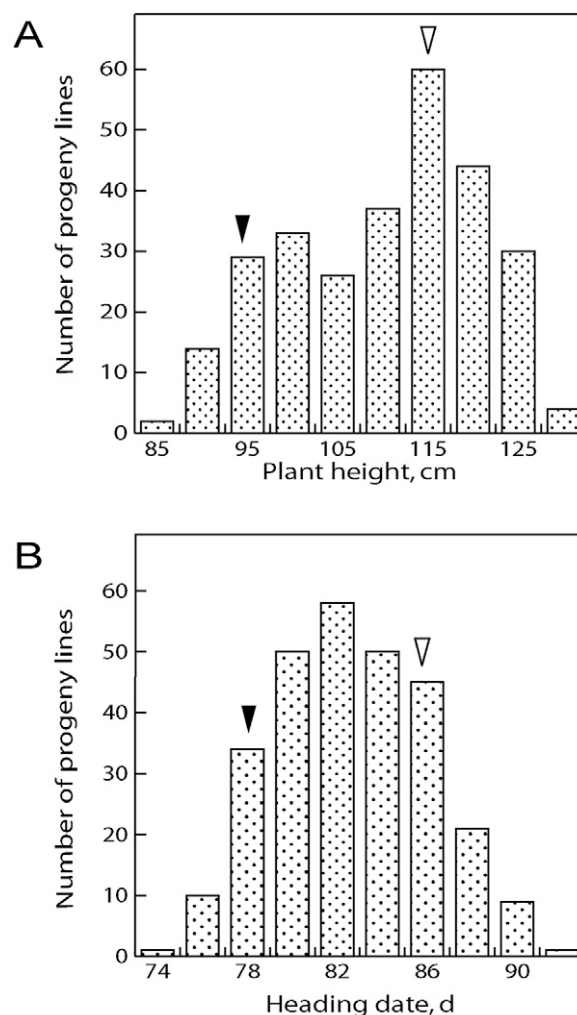 A
Number of progeny lines
60
50
40
30
20
10
0
85 95 105 115 125
Plant height, cm
B
Number of progeny lines
60
50
40
30
20
10
0
74 78 82 86 90
Heading date, d